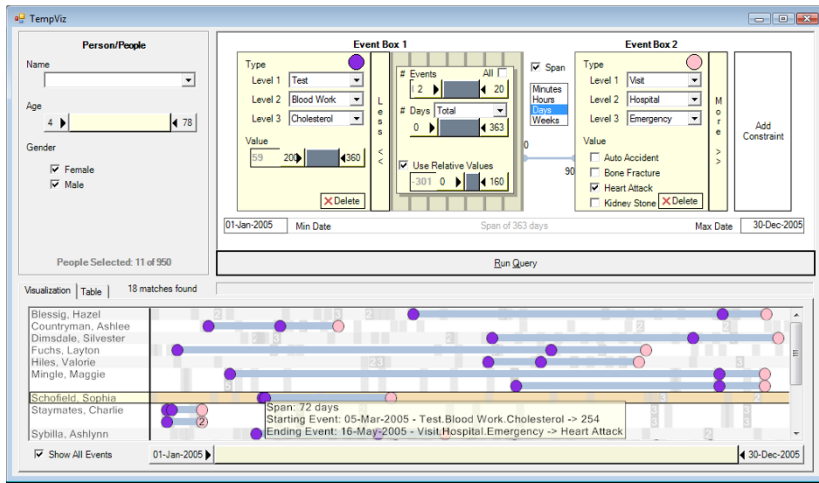 TempViz
Person/People
Name
Age
4 78
Gender
Female
Male
People Selected: 11 of 950
Event Box 1
Type
Level 1 Test
Level 2 Blood Work
Level 3 Cholesterol
Value
59 200 360
Delete
Less <<
# Events All
2 20
# Days Total
0 363
Use Relative Values
-301 0 160
Span
Minutes
Hours
Days
Weeks
0
90
Event Box 2
Type
Level 1 Visit
Level 2 Hospital
Level 3 Emergency
Value
Auto Accident
Bone Fracture
Heart Attack
Kidney Stone Delete
More >>
Add
Constraint
01-Jan-2005 Min Date Span of 363 days Max Date 30-Dec-2005
Run Query
Visualization Table 18 matches found
Blessig, Hazel
Countryman, Ashlee
Dimsdale, Silvester
Fuchs, Layton
Hiles, Valorie
Mingle, Maggie
Schofield, Sophia
Staymates, Charlie
2
Sybilla, Ashlynn
Span: 72 days
Starting Event: 05-Mar-2005 - Test.Blood Work.Cholesterol -> 254
Ending Event: 16-May-2005 - Visit.Hospital.Emergency -> Heart Attack
Show All Events 01-Jan-2005 30-Dec-2005